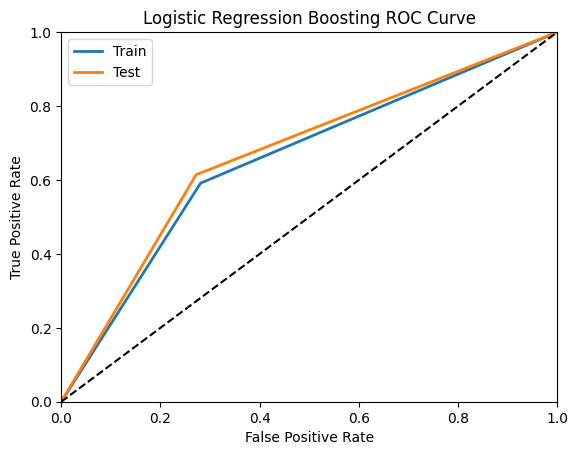 Logistic Regression Boosting ROC Curve
Train
Test
True Positive Rate
1.0
0.8
0.6
0.4
0.2
0.0
0.0 0.2 0.4 0.6 0.8 1.0
False Positive Rate